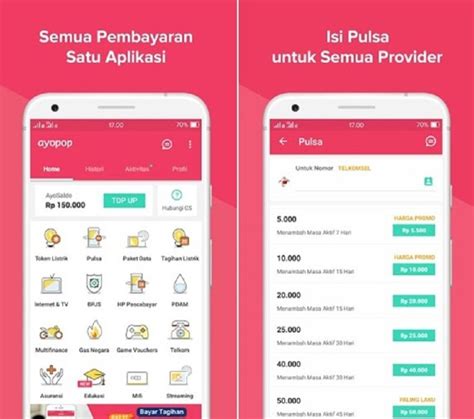 Semua Pembayaran
Satu Aplikasi
17.00
70%
ayopop
Home
Histori
Aktivitas
Profil
AyoSaldo
Rp 150.000
TOP UP
Hubungi CS
Token Listrik
Pulsa
Paket Data
Tagihan Listrik
Internet & TV
BPJS
HP Pascabayar
PDAM
Multifinance
Gas Negara
Game Vouchers
Telkom
Asuransi
Edukasi
Mifi
Streaming
Bayar Tagihan
Isi Pulsa
untuk Semua Provider
17.00
70%
Pulsa
Untuk Nomor TELKOMSEL
5.000
HARGA PROMO
Menambah Masa Aktif 7 Hari
Rp 5.500
10.000
HARGA PROMO
Menambah Masa Aktif 15 Hari
Rp 10.000
20.000
Menambah Masa Aktif 15 Hari
Rp 20.000
25.000
Menambah Masa Aktif 30 Hari
Rp 25.000
40.000
Menambah Masa Aktif 30 Hari
Rp 40.000
50.000
PALING LAKU
Menambah Masa Aktif 45 Hari
Rp 50.000